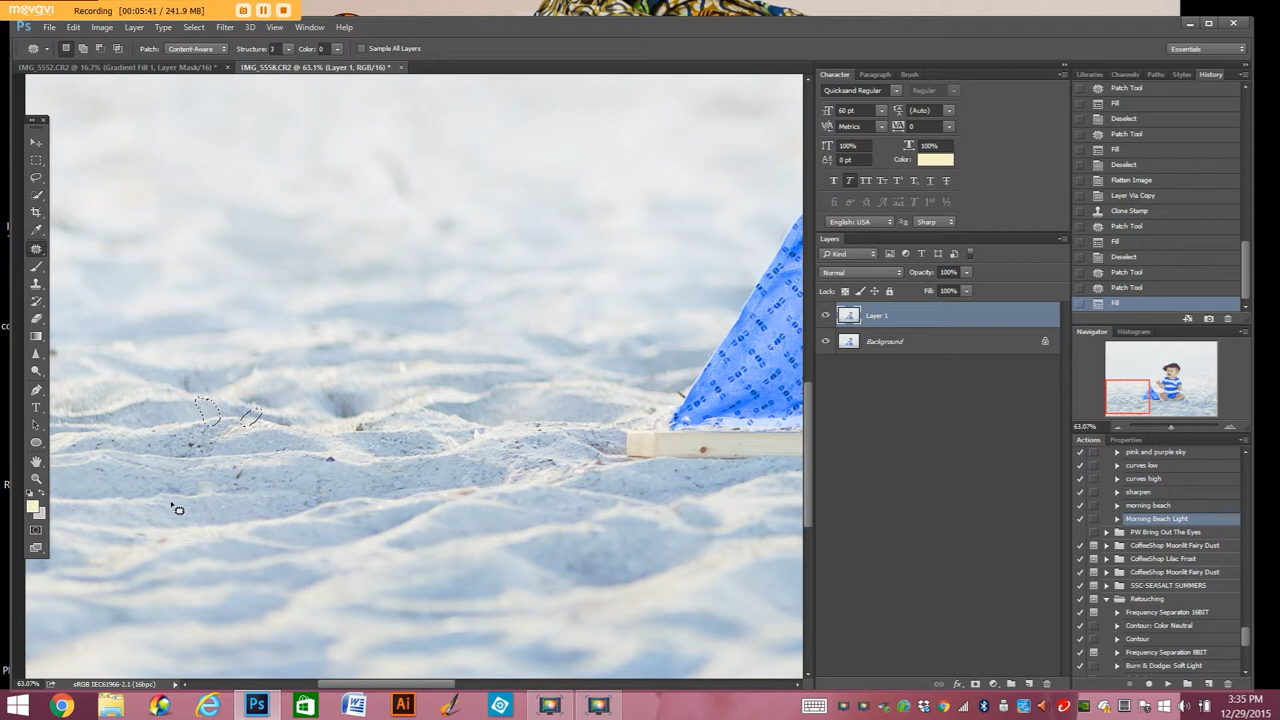 movavi Recording 00:05:41 / 241.9 MB
Ps File Edit Image Layer Type Select Filter 3D View Window Help
Patch: Content-Aware Structure: 3 Color: 0 Sample All Layers Essentials
IMG_5552.CR2 @ 16.7% (Gradient Fill 1, Layer Mask/16) * × IMG_5558.CR2 @ 63.1% (Layer 1, RGB/16) * ×
Character Paragraph Brush
Quicksand Regular Regular
60 pt (Auto)
Metrics 0
100% 100%
0 pt Color:
English: USA aa Sharp
Layers
Kind
Normal Opacity: 100%
Lock: Fill: 100%
Layer 1
Background
Libraries Channels Paths Styles History
Patch Tool
Fill
Deselect
Patch Tool
Fill
Deselect
Flatten Image
Layer Via Copy
Clone Stamp
Patch Tool
Fill
Deselect
Patch Tool
Patch Tool
Fill
Navigator Histogram
63.07%
Actions Properties
pink and purple sky
curves low
curves high
sharpen
morning beach
Morning Beach Light
PW Bring Out The Eyes
CoffeeShop Moonlit Fairy Dust
CoffeeShop Lilac Frost
CoffeeShop Moonlit Fairy Dust
SSC-SEASALT SUMMERS
Retouching
Frequency Separaton 16BIT
Contour: Color Neutral
Contour
Frequency Separation 8BIT
Burn & Dodge: Soft Light
63.07% sRGB IEC61966-2.1 (16bpc)
3:35 PM
12/29/2015